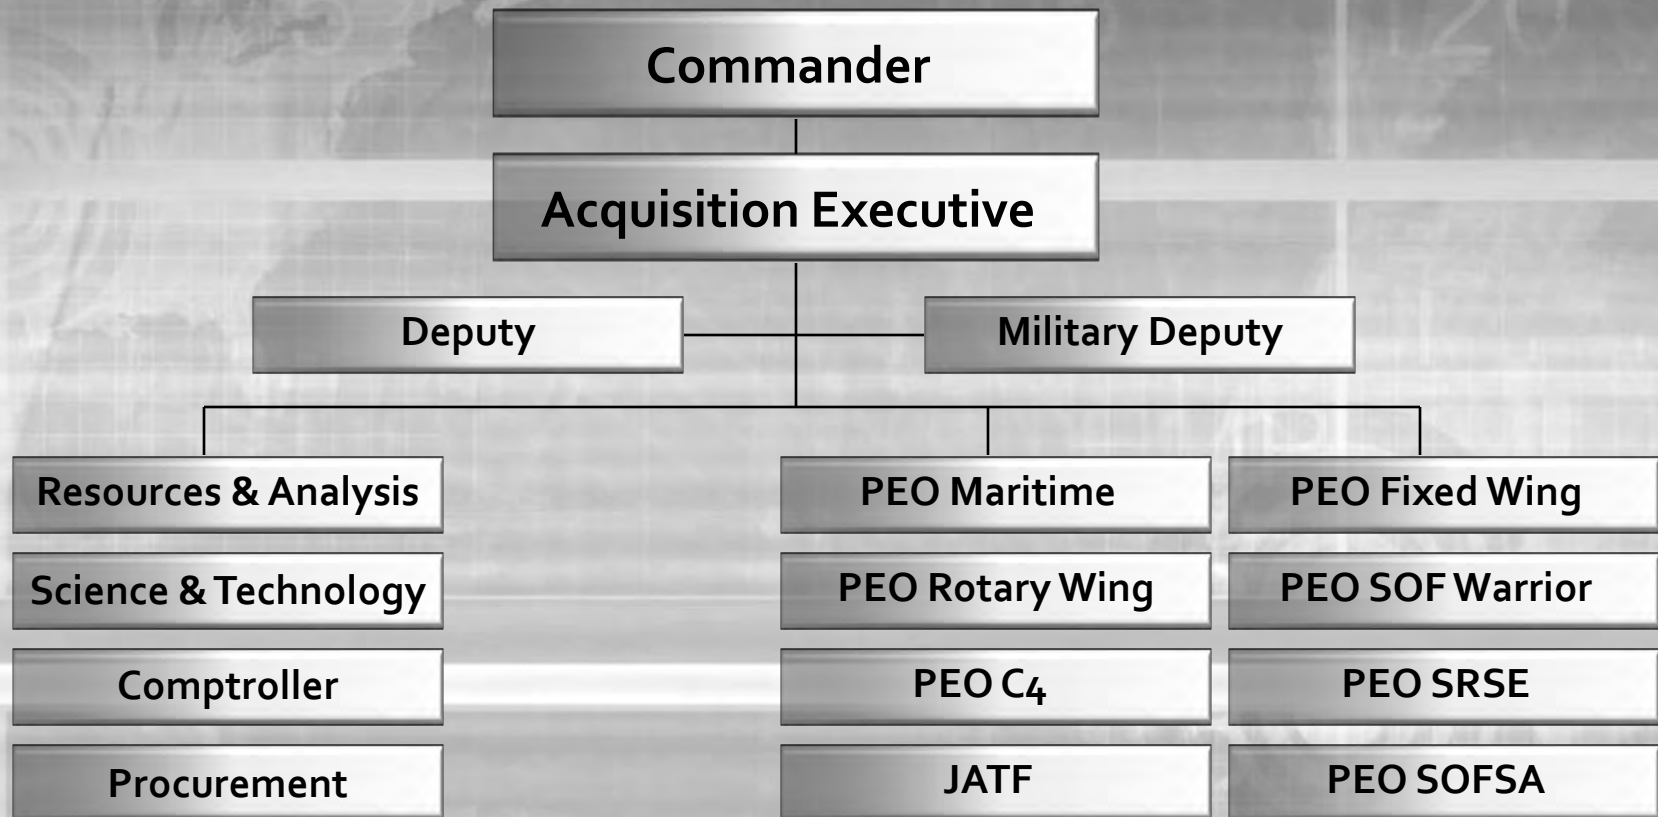 Commander
Acquisition Executive
Deputy
Military Deputy
Resources & Analysis
PEO Maritime
PEO Fixed Wing
Science & Technology
PEO Rotary Wing
PEO SOF Warrior
Comptroller
PEO C4
PEO SRSE
Procurement
JATF
PEO SOFSA